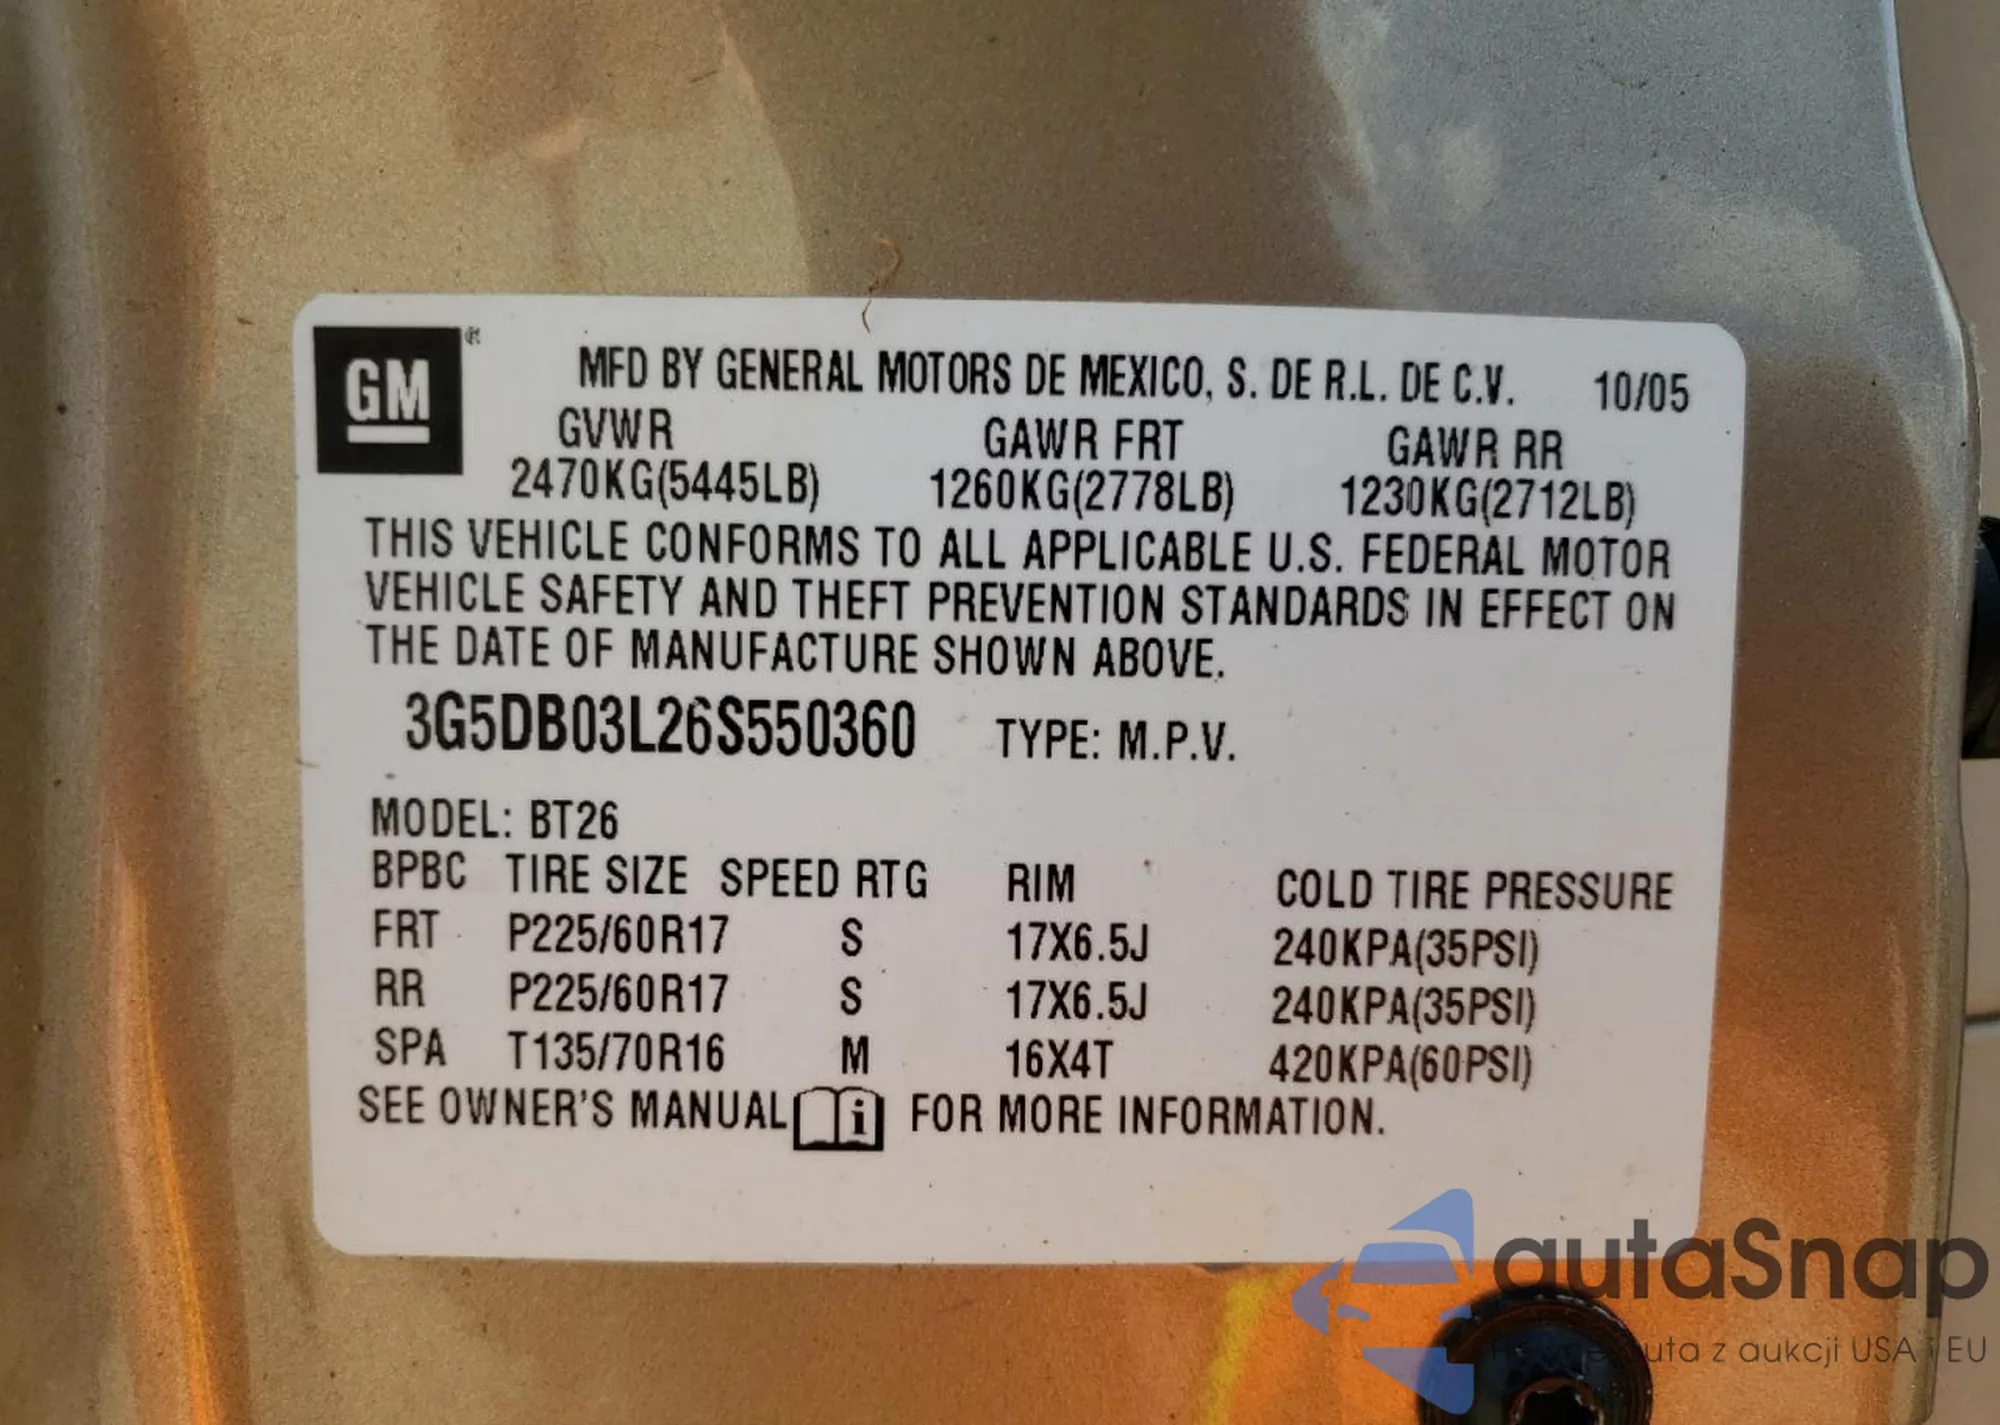 GM ®
MFD BY GENERAL MOTORS DE MEXICO, S. DE R.L. DE C.V. 10/05
GVWR GAWR FRT GAWR RR
2470KG(5445LB) 1260KG(2778LB) 1230KG(2712LB)
THIS VEHICLE CONFORMS TO ALL APPLICABLE U.S. FEDERAL MOTOR
VEHICLE SAFETY AND THEFT PREVENTION STANDARDS IN EFFECT ON
THE DATE OF MANUFACTURE SHOWN ABOVE.
3G5DB03L26S550360 TYPE: M.P.V.
MODEL: BT26
BPBC TIRE SIZE SPEED RTG RIM COLD TIRE PRESSURE
FRT P225/60R17 S 17X6.5J 240KPA(35PSI)
RR P225/60R17 S 17X6.5J 240KPA(35PSI)
SPA T135/70R16 M 16X4T 420KPA(60PSI)
SEE OWNER'S MANUAL i FOR MORE INFORMATION.
autaSnap
auta z aukcji USA i EU